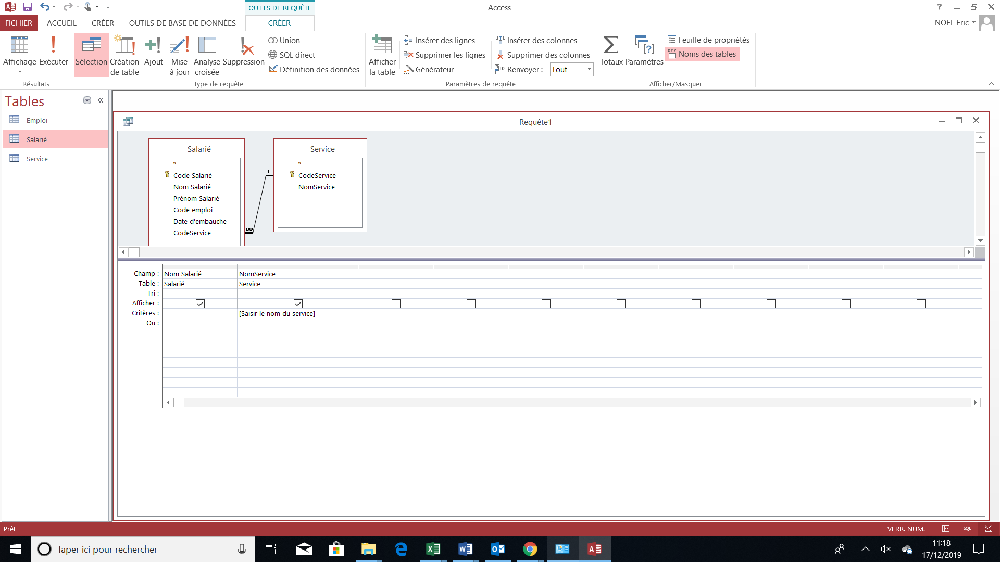 OUTILS DE REQUÊTE
Access
?
FICHIER ACCUEIL CRÉER OUTILS DE BASE DE DONNÉES CRÉER
NOEL Eric
Affichage Exécuter
Résultats
Sélection Création de table Ajout Mise à jour Analyse croisée Suppression
Union
SQL direct
Définition des données
Type de requête
Afficher la table
Insérer des lignes
Supprimer les lignes
Générateur
Insérer des colonnes
Supprimer des colonnes
Renvoyer : Tout
Paramètres de requête
Totaux Paramètres
Feuille de propriétés
XYZ Noms des tables
Afficher/Masquer
Tables
Emploi
Salarié
Service
Requête1
Salarié
*
Code Salarié
Nom Salarié
Prénom Salarié
Code emploi
Date d'embauche
CodeService
1
∞
Service
*
CodeService
NomService
Champ : Nom Salarié NomService
Table : Salarié Service
Tri :
Afficher :
Critères : [Saisir le nom du service]
Ou :
Prêt
VERR. NUM. SQL
Taper ici pour rechercher
11:18
17/12/2019